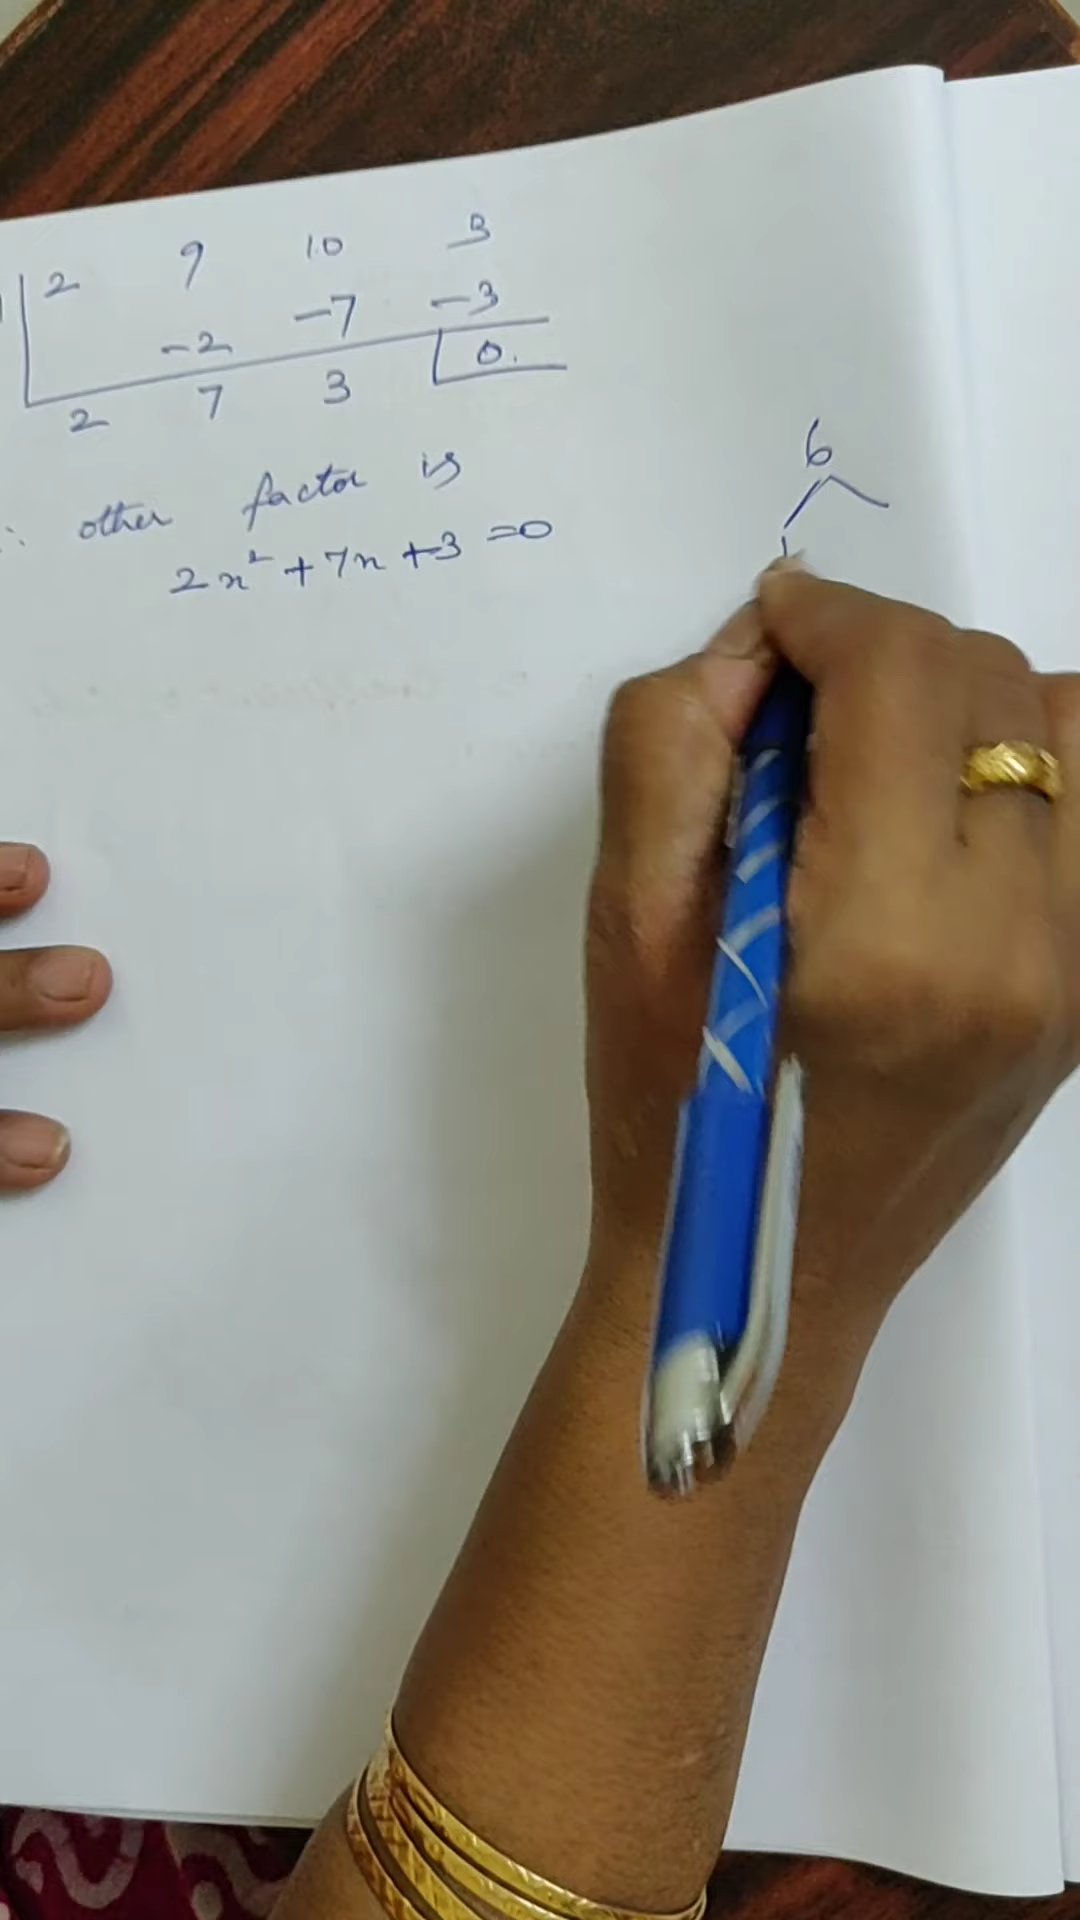 2 9 10 3
-2 -7 -3
2 7 3 0.
∴ other factor is
2x² + 7x + 3 = 0
6
1